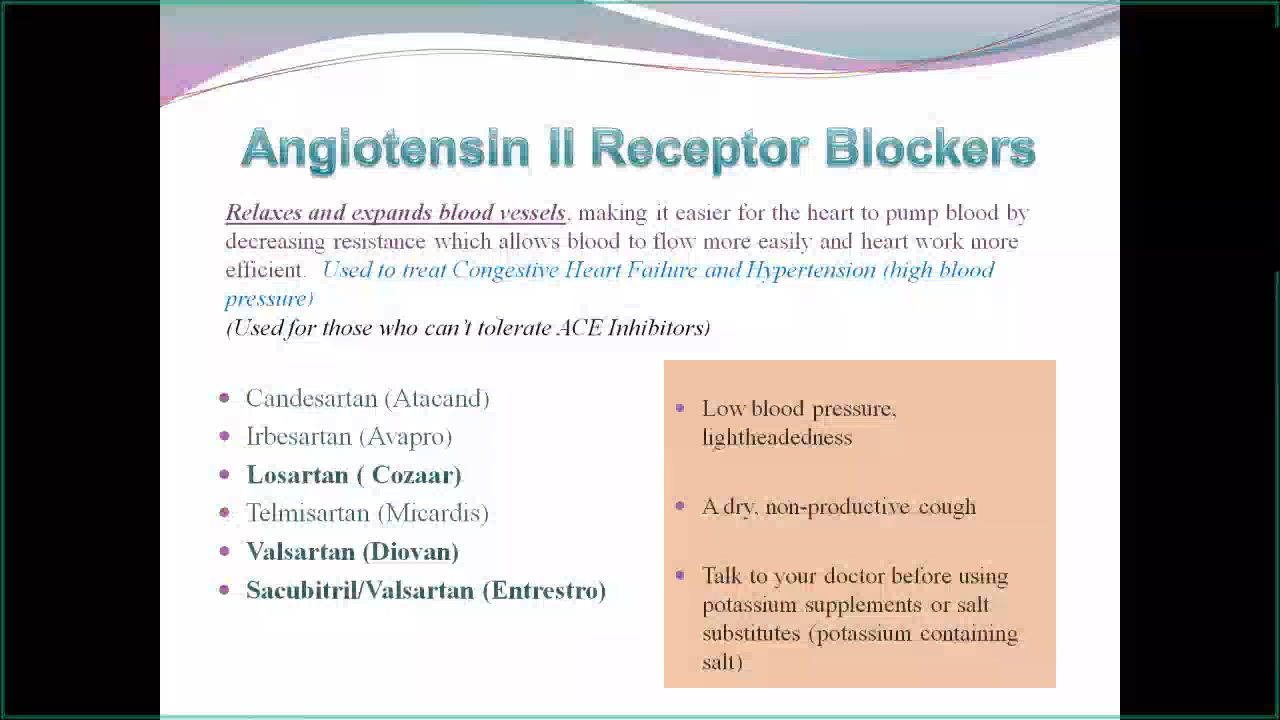 Angiotensin II Receptor Blockers
Relaxes and expands blood vessels, making it easier for the heart to pump blood by
decreasing resistance which allows blood to flow more easily and heart work more
efficient. Used to treat Congestive Heart Failure and Hypertension (high blood
pressure)
(Used for those who can't tolerate ACE Inhibitors)
Candesartan (Atacand)
Irbesartan (Avapro)
Losartan ( Cozaar)
Telmisartan (Micardis)
Valsartan (Diovan)
Sacubitril/Valsartan (Entrestro)
Low blood pressure,
lightheadedness
A dry, non-productive cough
Talk to your doctor before using
potassium supplements or salt
substitutes (potassium containing
salt)